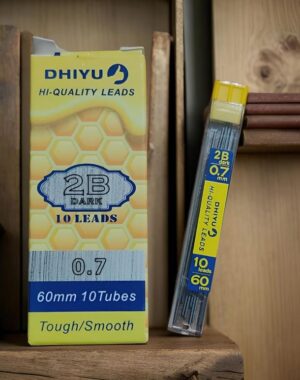 DHIYU
HI-QUALITY LEADS
2B
DARK
10 LEADS
0.7
60mm 10Tubes
Tough/Smooth
2B
dark
0.7
mm
DHIYU
HI-QUALITY LEADS
10
leads
60
mm